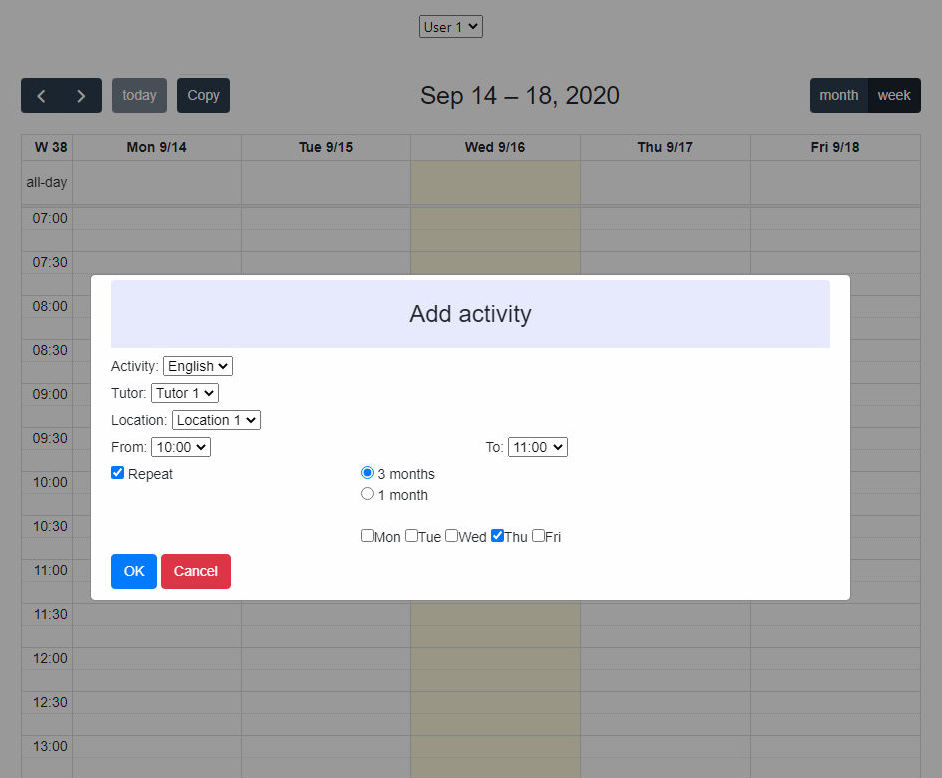 User 1
today Copy Sep 14 – 18, 2020 month week
W 38 Mon 9/14 Tue 9/15 Wed 9/16 Thu 9/17 Fri 9/18
all-day
07:00
07:30
08:00
08:30
09:00
09:30
10:00
10:30
11:00
11:30
12:00
12:30
13:00
Add activity
Activity: English
Tutor: Tutor 1
Location: Location 1
From: 10:00 To: 11:00
Repeat 3 months
1 month
Mon Tue Wed Thu Fri
OK Cancel